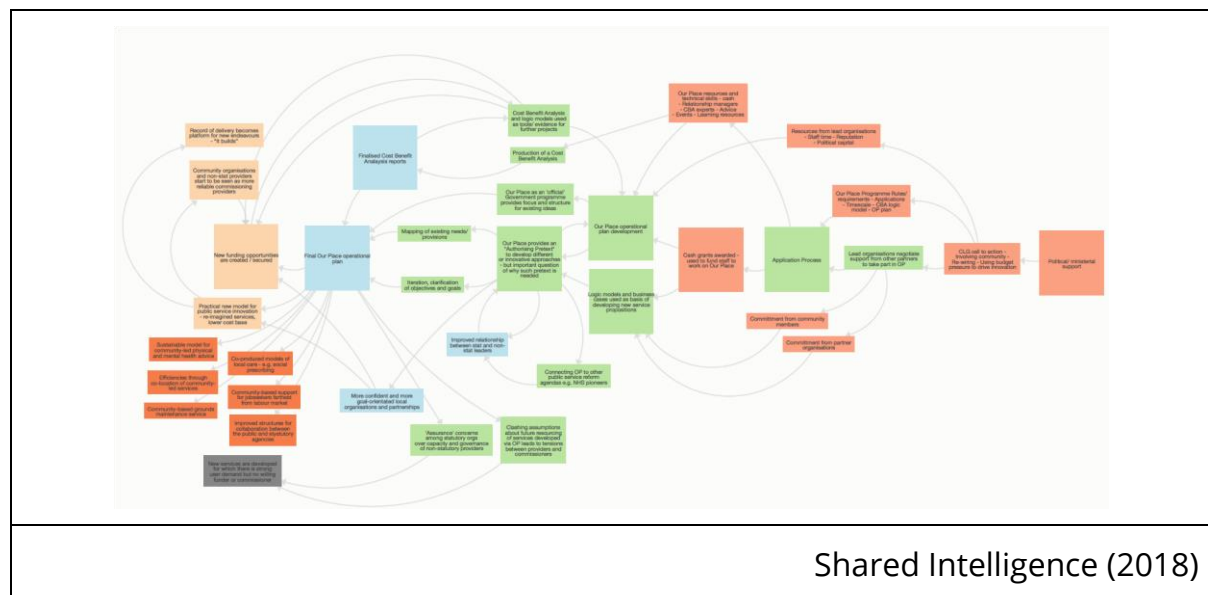 Cost Benefit Analysis
and logic models used
as tools/ evidence for
further projects
Our Place resources and
technical skills - cash
- Relationship managers
- CBA experts - Advice
- Events - Learning resources
Record of delivery becomes
platform for new endeavours
- "it builds"
Resources from lead organisations
- Staff time - Reputation
- Political capital
Finalised Cost Benefit
Analaysis reports
Production of a Cost
Benefit Analysis
Community organisations
and non-stat providers
start to be seen as more
reliable commissioning
providers
Our Place as an 'official'
Government programme
provides focus and structure
for existing ideas
Our Place Programme Rules/
requirements - Applications
- Timescale - CBA logic
model - OP plan
Our Place operational
plan development
Mapping of existing needs/
provisions
New funding opportunities
are created / secured
Final Our Place operational
plan
Our Place provides an
"Authorising Pretext"
to develop different
or innovative approaches
- but important question
of why such pretext is
needed
Cash grants awarded -
used to fund staff to
work on Our Place
Application Process
Lead organisations negotiate
support from other partners
to take part in OP
CLG call to action -
Involving community -
Re-wiring - Using budget
pressure to drive innovation
Political/ ministerial
support
Iteration, clarification
of objectives and goals
Logic models and business
cases used as basis of
developing new service
propositions
Practical new model for
public service innovation
- re-imagined services,
lower cost base
Committment from community
members
Improved relationship
between stat and non-
stat leaders
Commitment from partner
organisations
Sustainable model for
community-led physical
and mental health advice
Co-produced models of
local care - e.g. social
prescribing
Connecting OP to other
public service reform
agendas e.g. NHS pioneers
Efficiencies through
co-location of community-
led services
Community-based support
for jobseekers farthest
from labour market
More confident and more
goal-orientated local
organisations and partnerships
Community-based grounds
maintenance service
Improved structures for
collaboration between
the public and statutory
agencies
'Assurance' concerns
among statutory orgs
over capacity and governance
of non-statutory providers
Clashing assumptions
about future resourcing
of services developed
via OP leads to tensions
between providers and
commissioners
New services are developed
for which there is strong
user demand but no willing
funder or commissioner
Shared Intelligence (2018)